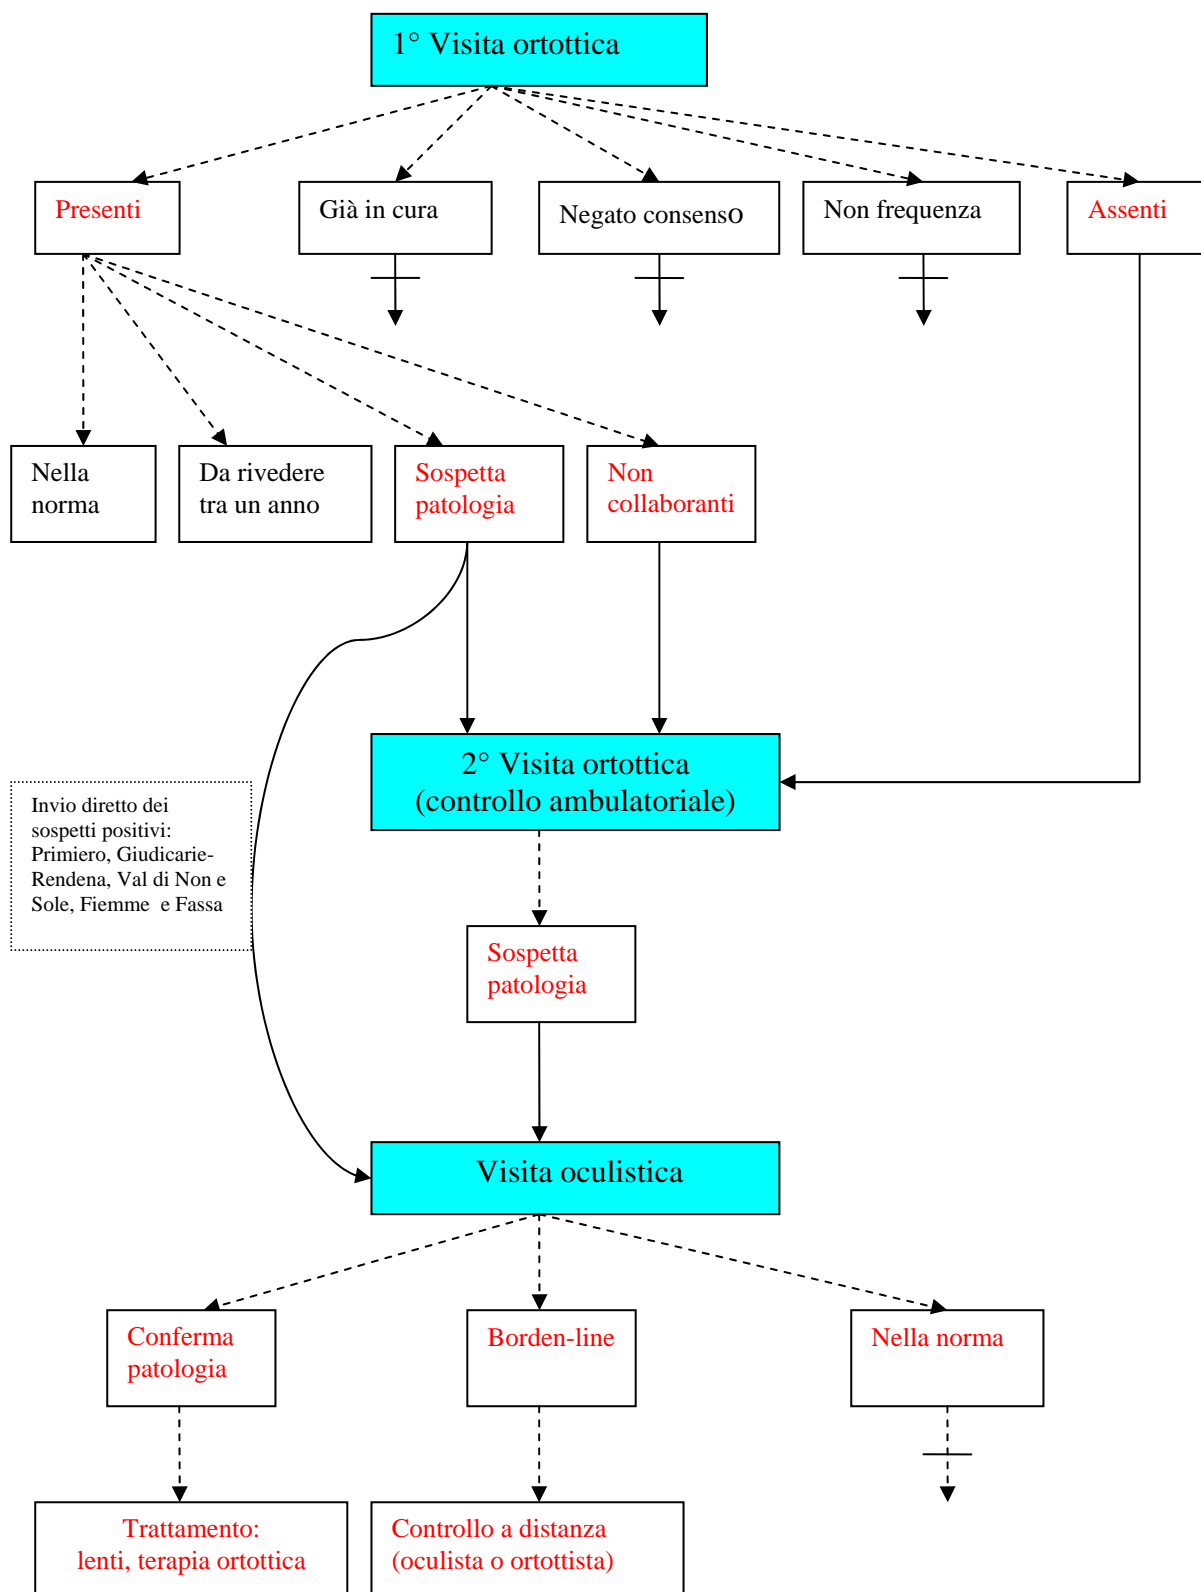 1° Visita ortottica
Presenti
Già in cura
Negato consenso
Non frequenza
Assenti
Nella
norma
Da rivedere
tra un anno
Sospetta
patologia
Non
collaboranti
2° Visita ortottica
(controllo ambulatoriale)
Invio diretto dei
sospetti positivi:
Primiero, Giudicarie-
Rendena, Val di Non e
Sole, Fiemme e Fassa
Sospetta
patologia
Visita oculistica
Conferma
patologia
Borden-line
Nella norma
Trattamento:
lenti, terapia ortottica
Controllo a distanza
(oculista o ortottista)